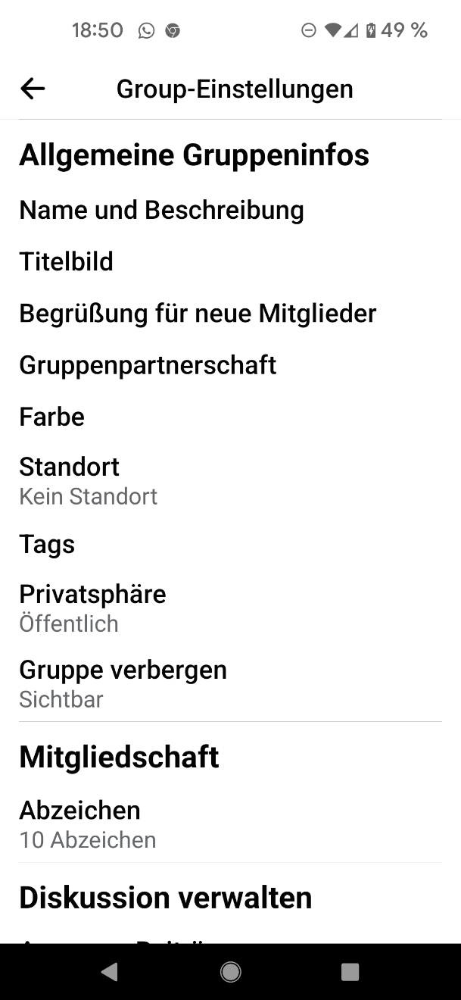 18:50 49 %
Group-Einstellungen
Allgemeine Gruppeninfos
Name und Beschreibung
Titelbild
Begrüßung für neue Mitglieder
Gruppenpartnerschaft
Farbe
Standort
Kein Standort
Tags
Privatsphäre
Öffentlich
Gruppe verbergen
Sichtbar
Mitgliedschaft
Abzeichen
10 Abzeichen
Diskussion verwalten